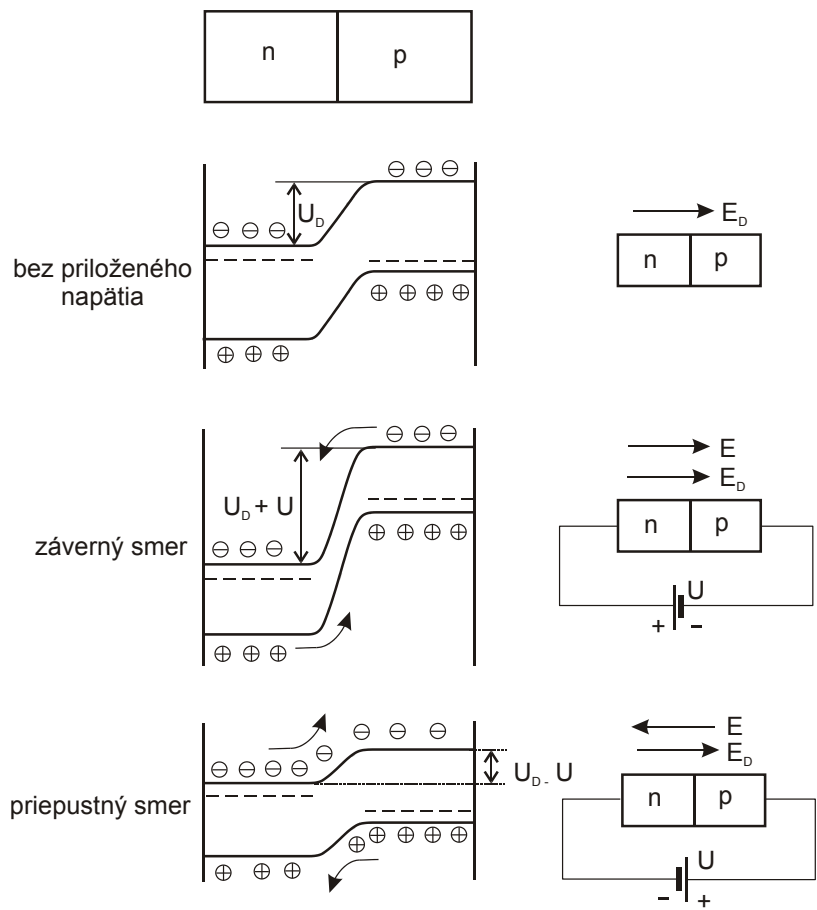 n p
U_D
bez priloženého
napätia
E_D
n p
U_D + U
záverný smer
E
E_D
n p
U
+ -
U_D - U
priepustný smer
E
E_D
n p
U
- +